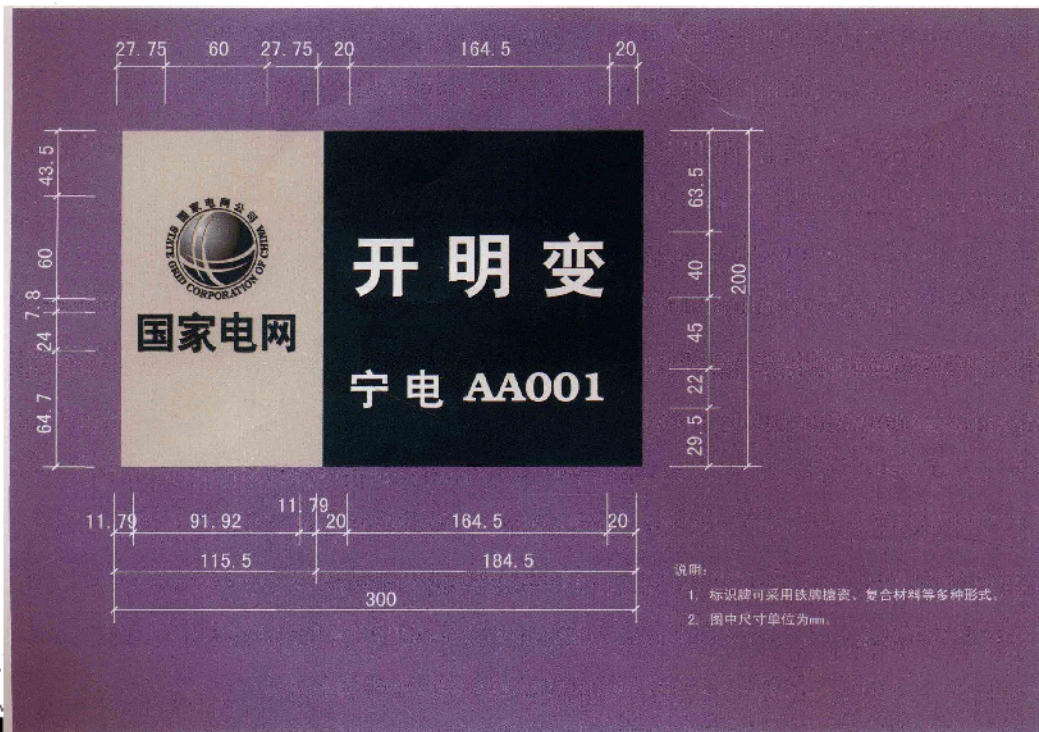 27.75 60 27.75 20 164.5 20
43.5
60
7.8
24
64.7
国家电网公司
STATE GRID CORPORATION OF CHINA
国家电网
开明变
宁电 AA001
63.5
40
45
22
29.5
200
11.79 91.92 11.79 20 164.5 20
115.5 184.5
300
说明：
1. 标识牌可采用铁牌搪瓷、复合材料等多种形式。
2. 图中尺寸单位为mm。